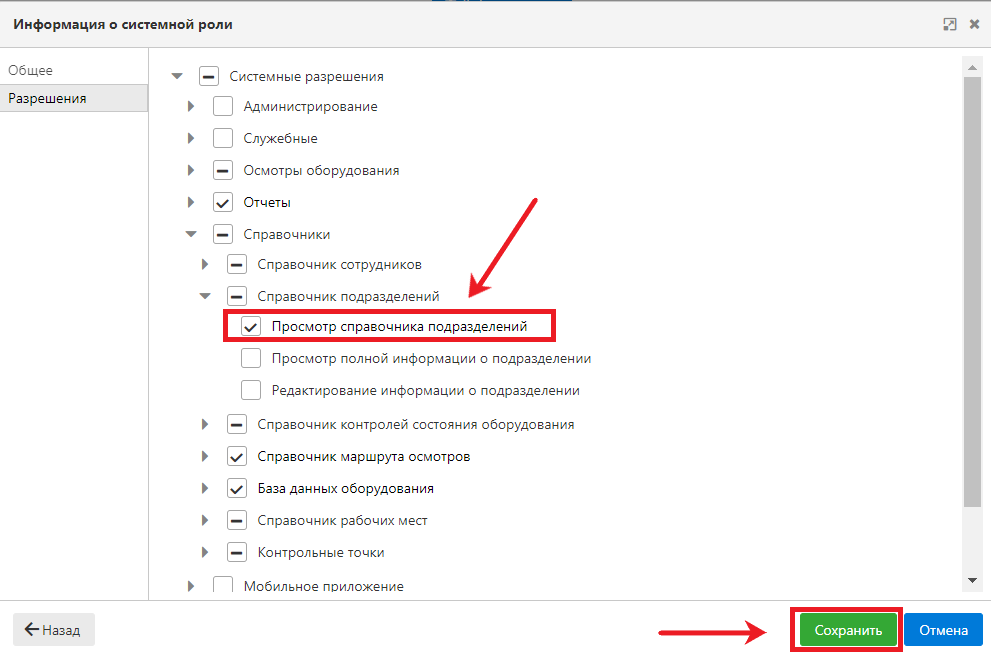 Информация о системной роли
Общее
Разрешения
Системные разрешения
Администрирование
Служебные
Осмотры оборудования
Отчеты
Справочники
Справочник сотрудников
Справочник подразделений
Просмотр справочника подразделений
Просмотр полной информации о подразделении
Редактирование информации о подразделении
Справочник контролей состояния оборудования
Справочник маршрута осмотров
База данных оборудования
Справочник рабочих мест
Контрольные точки
Мобильное приложение
Назад
Сохранить
Отмена